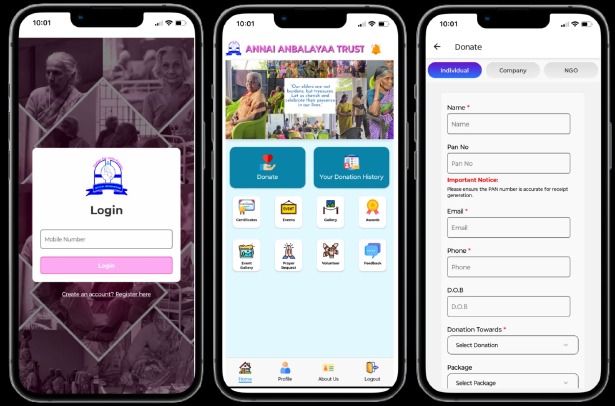 10:01
Login
Mobile Number
Login
Create an account? Register here
10:01
ANNAI ANBALAYAA TRUST
"Our elders are not
burdens, but treasures.
Let us cherish and
celebrate their presence
in our lives."
Donate
Your Donation History
Certificates
Events
Gallery
Awards
Event
Gallery
Prayer
Request
Volunteer
Feedback
Home
Profile
About Us
Logout
10:01
Donate
Individual
Company
NGO
Name *
Name
Pan No
Pan No
Important Notice:
Please ensure the PAN number is accurate for receipt
generation.
Email *
Email
Phone *
Phone
D.O.B
D.O.B
Donation Towards *
Select Donation
Package
Select Package